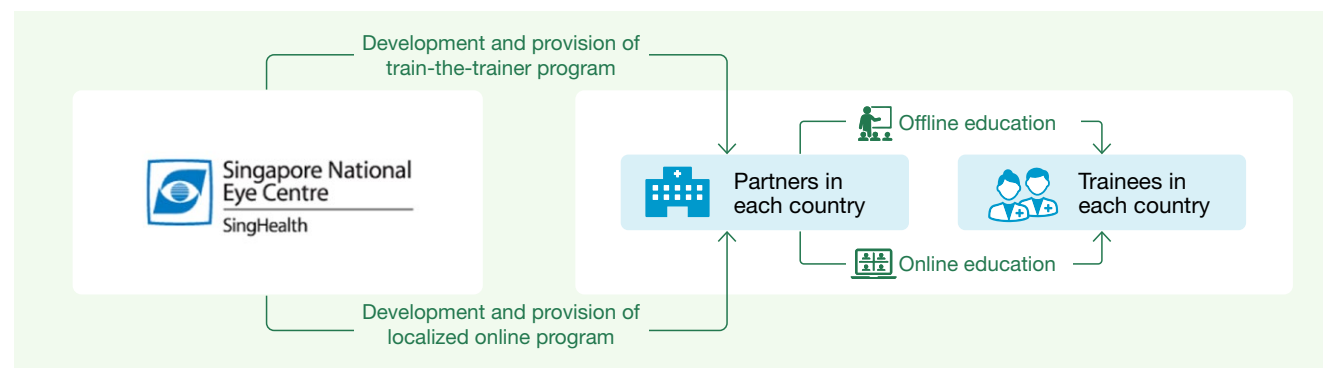 Development and provision of
train-the-trainer program
Singapore National
Eye Centre
SingHealth
Offline education
Partners in
each country
Trainees in
each country
Online education
Development and provision of
localized online program